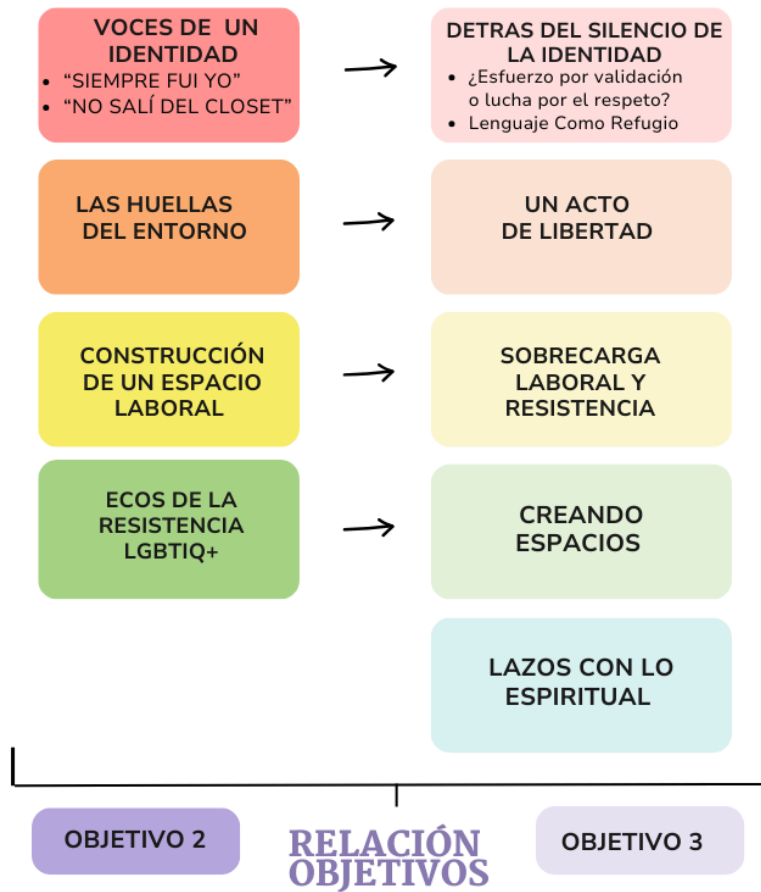 VOCES DE UN
IDENTIDAD
• “SIEMPRE FUI YO”
• “NO SALÍ DEL CLOSET”
DETRAS DEL SILENCIO DE
LA IDENTIDAD
• ¿Esfuerzo por validación
o lucha por el respeto?
• Lenguaje Como Refugio
LAS HUELLAS
DEL ENTORNO
UN ACTO
DE LIBERTAD
CONSTRUCCIÓN
DE UN ESPACIO
LABORAL
SOBRECARGA
LABORAL Y
RESISTENCIA
ECOS DE LA
RESISTENCIA
LGBTIQ+
CREANDO
ESPACIOS
LAZOS CON LO
ESPIRITUAL
OBJETIVO 2
RELACIÓN
OBJETIVOS
OBJETIVO 3